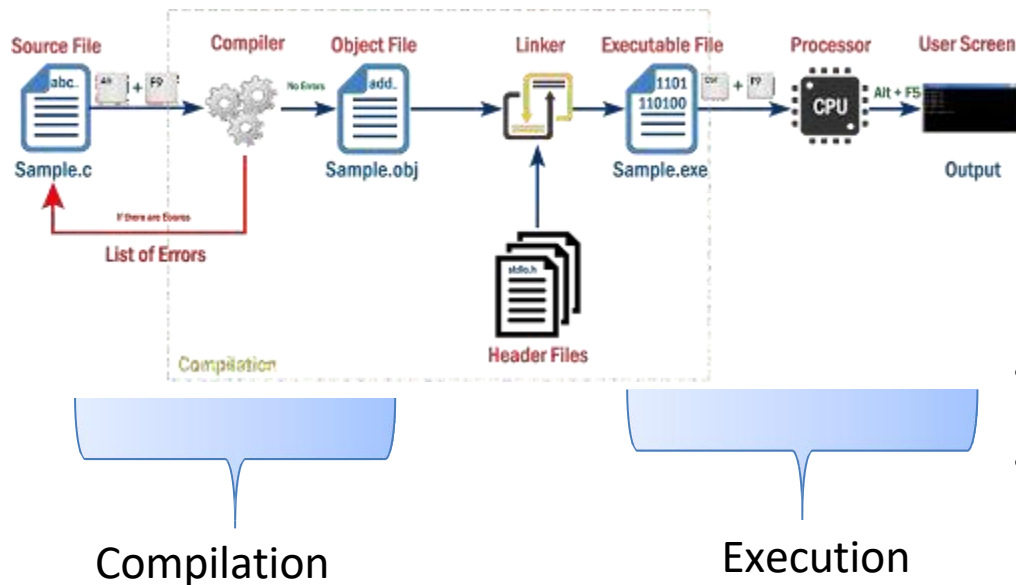 Source File
Compiler
Object File
Linker
Executable File
Processor
User Screen
abc..
Alt + F9
No Errors
add..
1101
110100
Ctrl + F9
CPU
Alt + F5
Sample.c
Sample.obj
Sample.exe
Output
If there are
List of Errors
stdio.h
Header Files
Compilation
Compilation
Execution